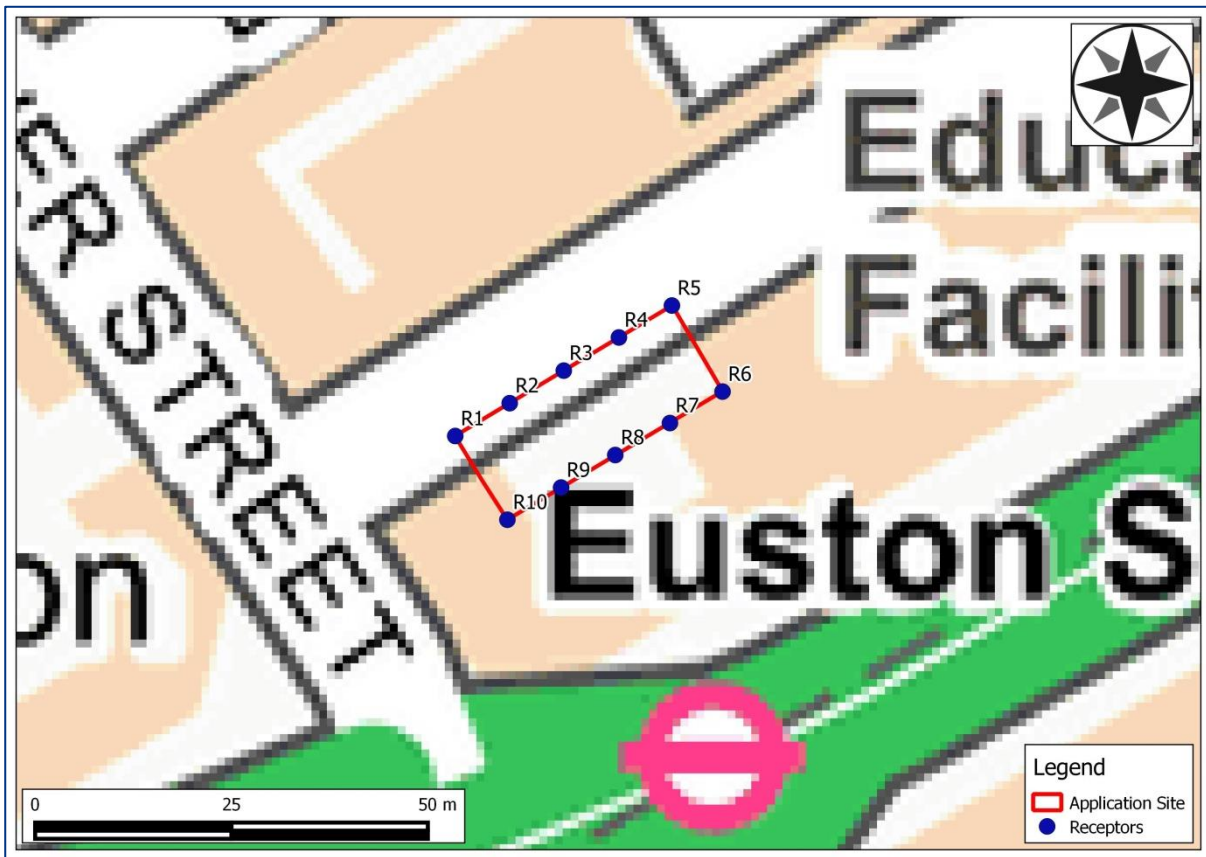 ER STREET
Educa
Facili
R5
R4
R3
R2
R1
R6
R7
R8
R9
R10
Euston S
on
0 25 50 m
Legend
Application Site
Receptors